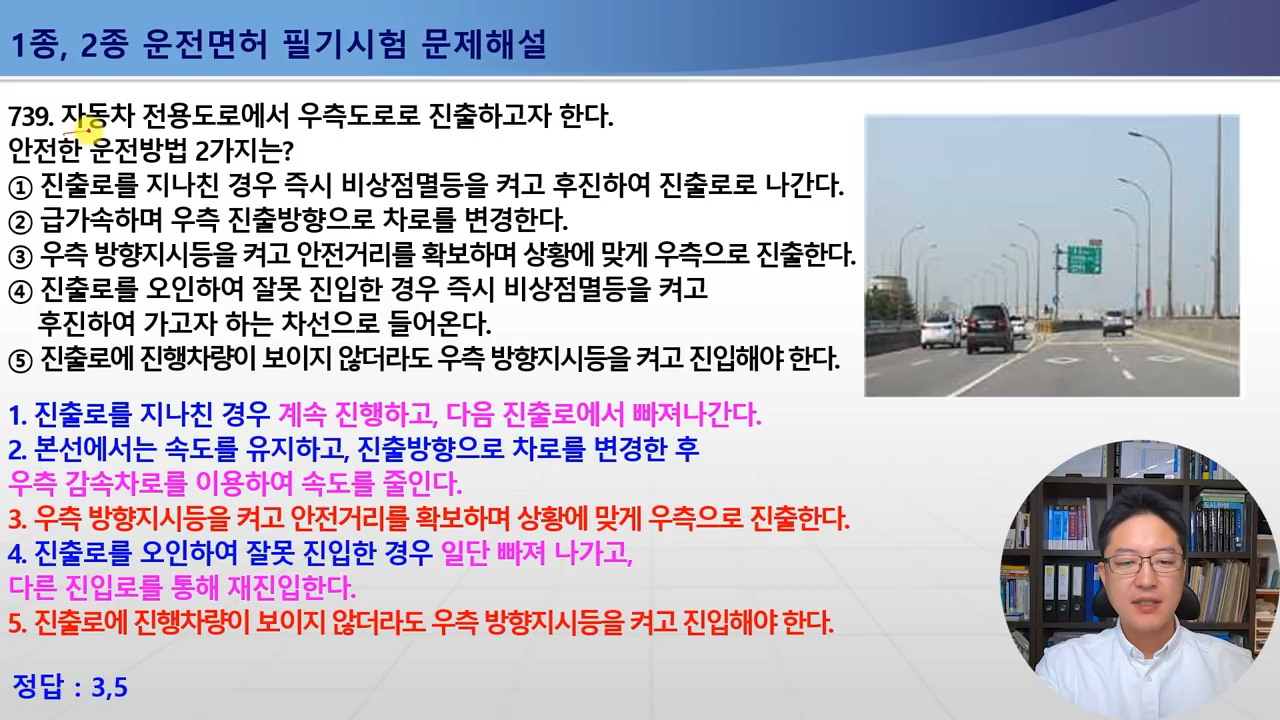 1종, 2종 운전면허 필기시험 문제해설
739. 자동차 전용도로에서 우측도로로 진출하고자 한다.
안전한 운전방법 2가지는?
① 진출로를 지나친 경우 즉시 비상점멸등을 켜고 후진하여 진출로로 나간다.
② 급가속하며 우측 진출방향으로 차로를 변경한다.
③ 우측 방향지시등을 켜고 안전거리를 확보하며 상황에 맞게 우측으로 진출한다.
④ 진출로를 오인하여 잘못 진입한 경우 즉시 비상점멸등을 켜고
후진하여 가고자 하는 차선으로 들어온다.
⑤ 진출로에 진행차량이 보이지 않더라도 우측 방향지시등을 켜고 진입해야 한다.
1. 진출로를 지나친 경우 계속 진행하고, 다음 진출로에서 빠져나간다.
2. 본선에서는 속도를 유지하고, 진출방향으로 차로를 변경한 후
우측 감속차로를 이용하여 속도를 줄인다.
3. 우측 방향지시등을 켜고 안전거리를 확보하며 상황에 맞게 우측으로 진출한다.
4. 진출로를 오인하여 잘못 진입한 경우 일단 빠져 나가고,
다른 진입로를 통해 재진입한다.
5. 진출로에 진행차량이 보이지 않더라도 우측 방향지시등을 켜고 진입해야 한다.
정답 : 3,5